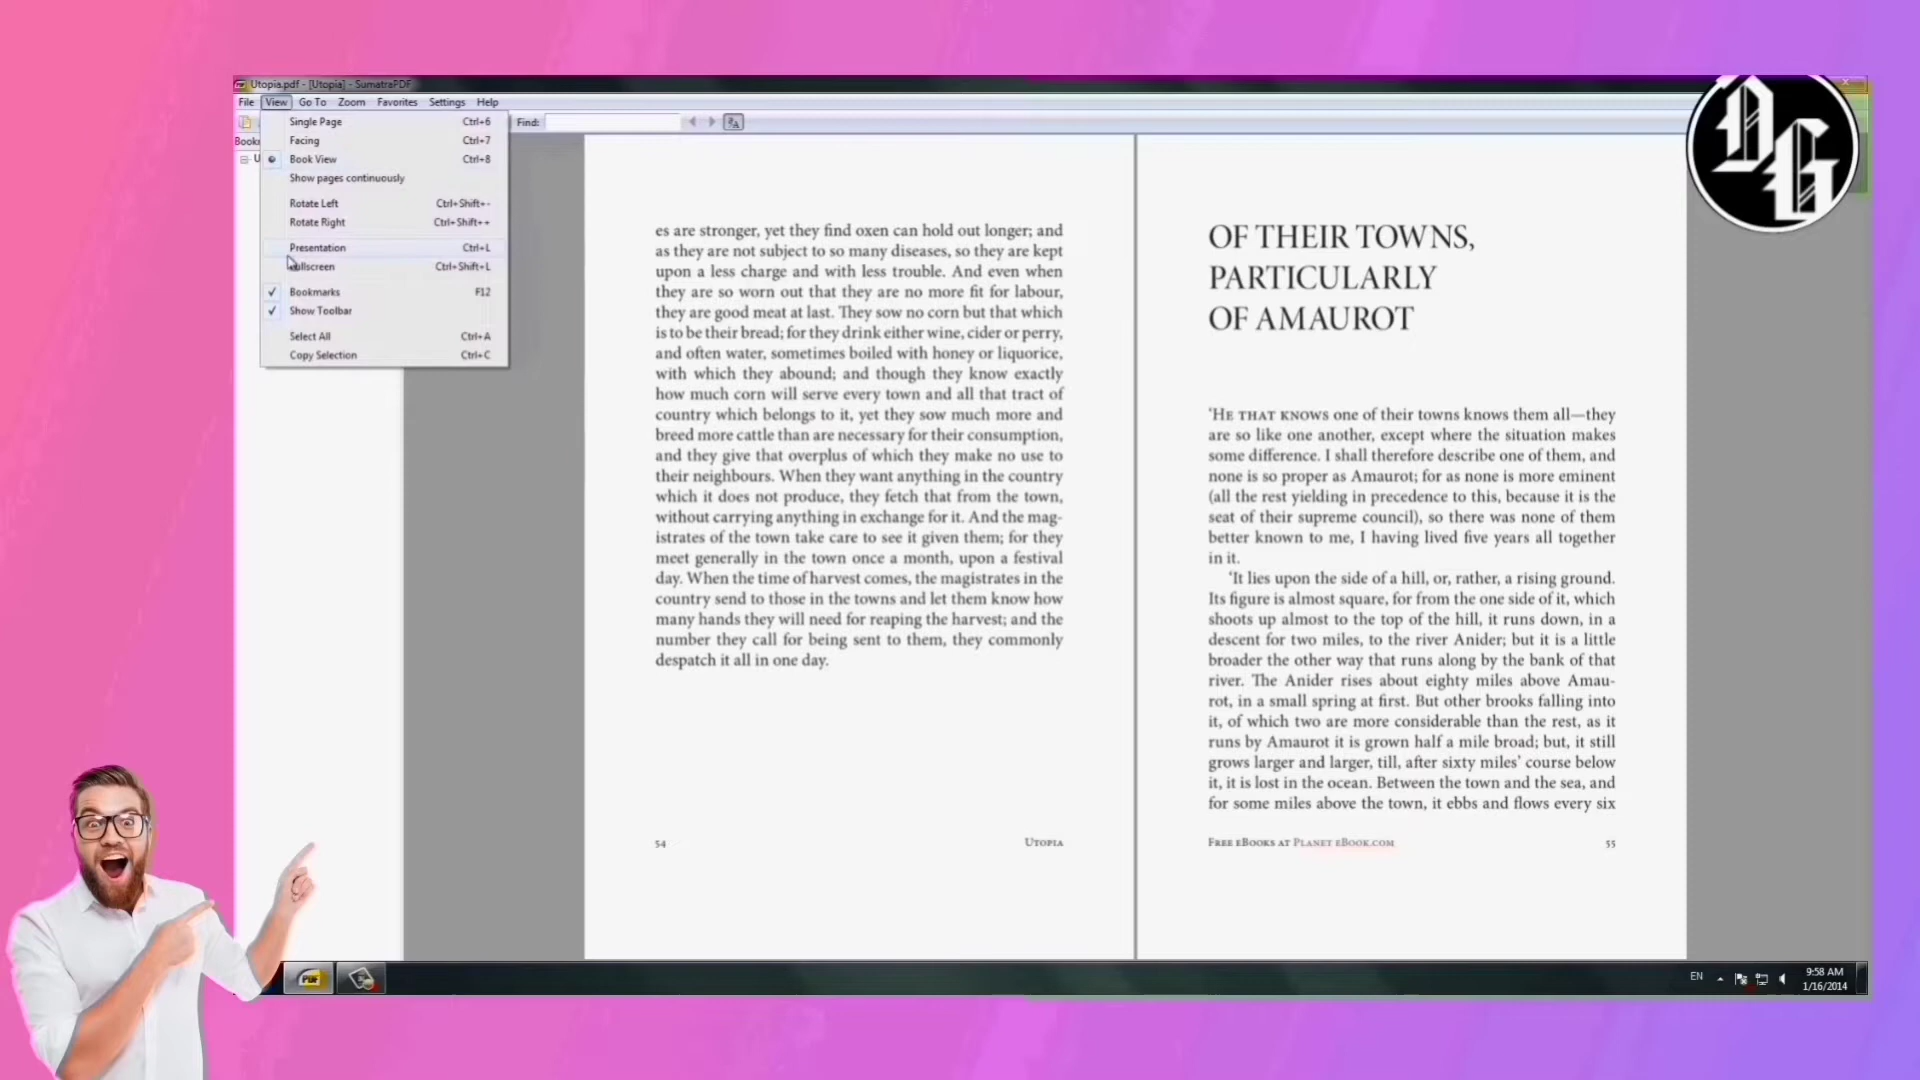 Utopia.pdf - [Utopia] - SumatraPDF
File View Go To Zoom Favorites Settings Help
Find:
Single Page Ctrl+6
Facing Ctrl+7
Book View Ctrl+8
Show pages continuously
Rotate Left Ctrl+Shift+-
Rotate Right Ctrl+Shift++
Presentation Ctrl+L
Ctrl+Shift+L
Bookmarks F12
Show Toolbar
Select All Ctrl+A
Copy Selection Ctrl+C
DG
es are stronger, yet they find oxen can hold out longer; and
as they are not subject to so many diseases, so they are kept
upon a less charge and with less trouble. And even when
they are so worn out that they are no more fit for labour,
they are good meat at last. They sow no corn but that which
is to be their bread; for they drink either wine, cider or perry,
and often water, sometimes boiled with honey or liquorice,
with which they abound; and though they know exactly
how much corn will serve every town and all that tract of
country which belongs to it, yet they sow much more and
breed more cattle than are necessary for their consumption,
and they give that overplus of which they make no use to
their neighbours. When they want anything in the country
which it does not produce, they fetch that from the town,
without carrying anything in exchange for it. And the mag-
istrates of the town take care to see it given them; for they
meet generally in the town once a month, upon a festival
day. When the time of harvest comes, the magistrates in the
country send to those in the towns and let them know how
many hands they will need for reaping the harvest; and the
number they call for being sent to them, they commonly
despatch it all in one day.
54 Utopia
OF THEIR TOWNS,
PARTICULARLY
OF AMAUROT
‘He that knows one of their towns knows them all—they
are so like one another, except where the situation makes
some difference. I shall therefore describe one of them, and
none is so proper as Amaurot; for as none is more eminent
(all the rest yielding in precedence to this, because it is the
seat of their supreme council), so there was none of them
better known to me, I having lived five years all together
in it.
‘It lies upon the side of a hill, or, rather, a rising ground.
Its figure is almost square, for from the one side of it, which
shoots up almost to the top of the hill, it runs down, in a
descent for two miles, to the river Anider; but it is a little
broader the other way that runs along by the bank of that
river. The Anider rises about eighty miles above Amau-
rot, in a small spring at first. But other brooks falling into
it, of which two are more considerable than the rest, as it
runs by Amaurot it is grown half a mile broad; but, it still
grows larger and larger, till, after sixty miles’ course below
it, it is lost in the ocean. Between the town and the sea, and
for some miles above the town, it ebbs and flows every six
Free eBooks at Planet eBook.com 55
PDF
EN
9:58 AM
1/16/2014